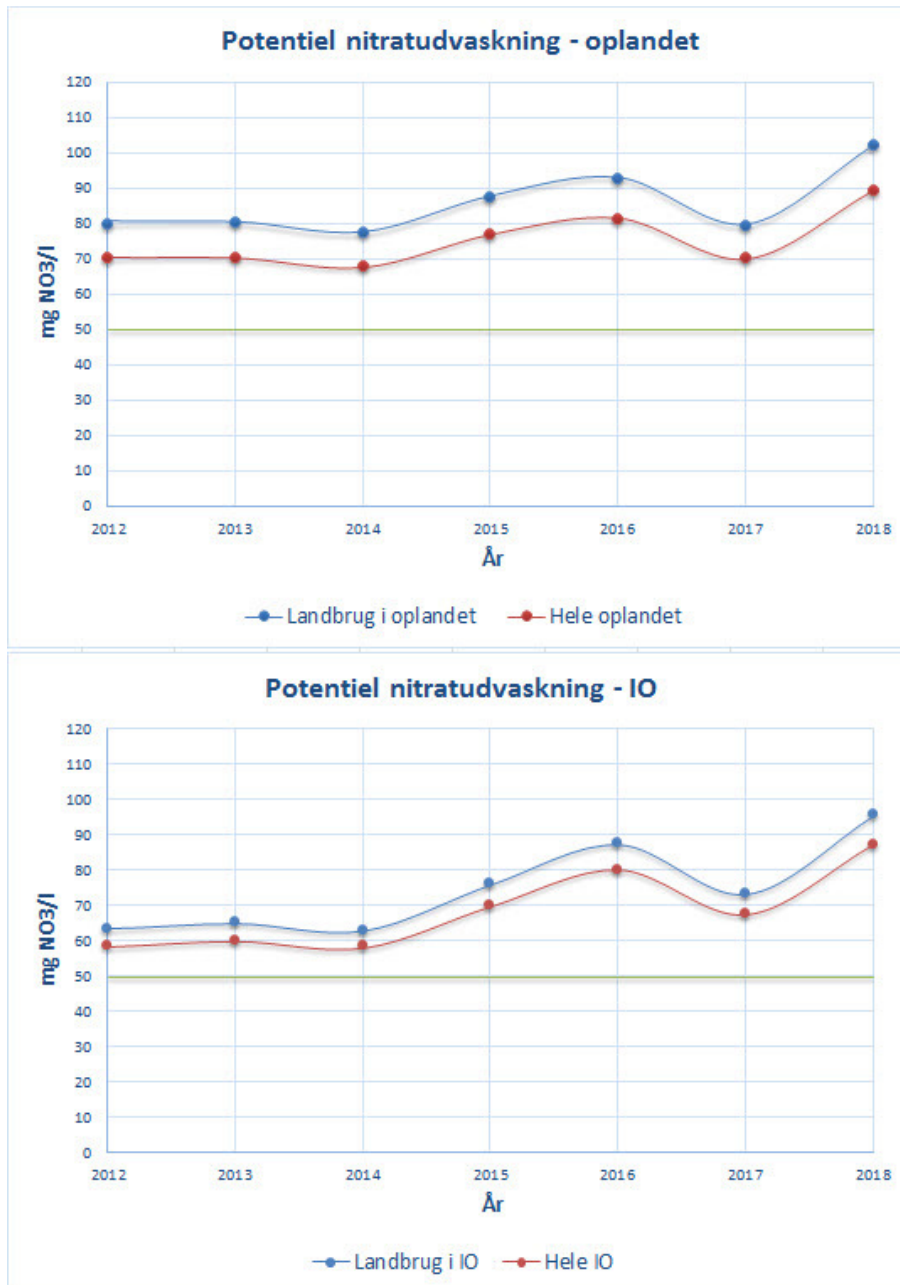 Potentiel nitratudvaskning - oplandet
mg NO3/l
120
110
100
90
80
70
60
50
40
30
20
10
0
2012 2013 2014 2015 2016 2017 2018
År
Landbrug i oplandet Hele oplandet
Potentiel nitratudvaskning - IO
mg NO3/l
120
110
100
90
80
70
60
50
40
30
20
10
0
2012 2013 2014 2015 2016 2017 2018
År
Landbrug i IO Hele IO